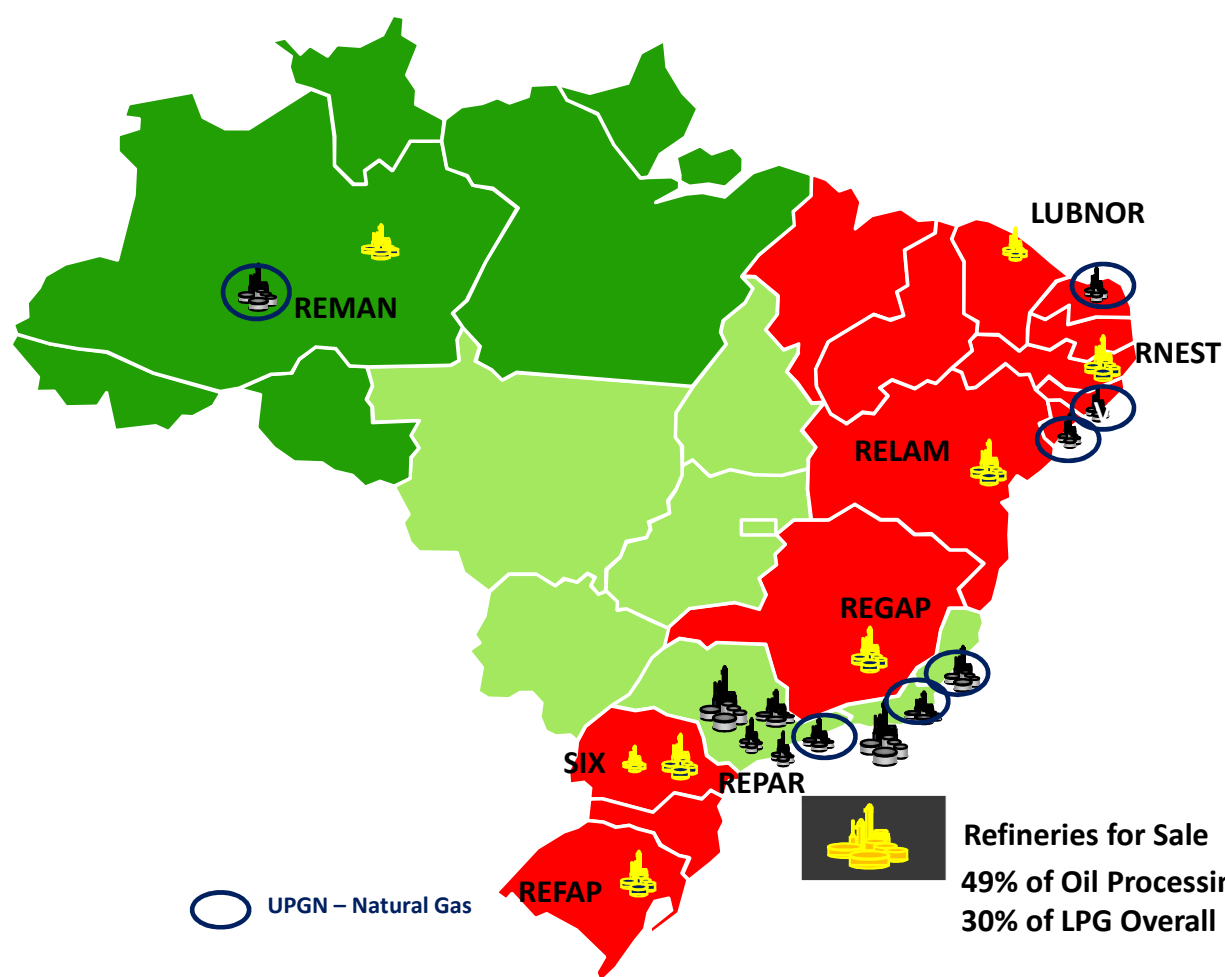 LUBNOR
REMAN
RNEST
RELAM
REGAP
SIX
REPAR
REFAP
Refineries for Sale
49% of Oil Processin
30% of LPG Overall
UPGN – Natural Gas